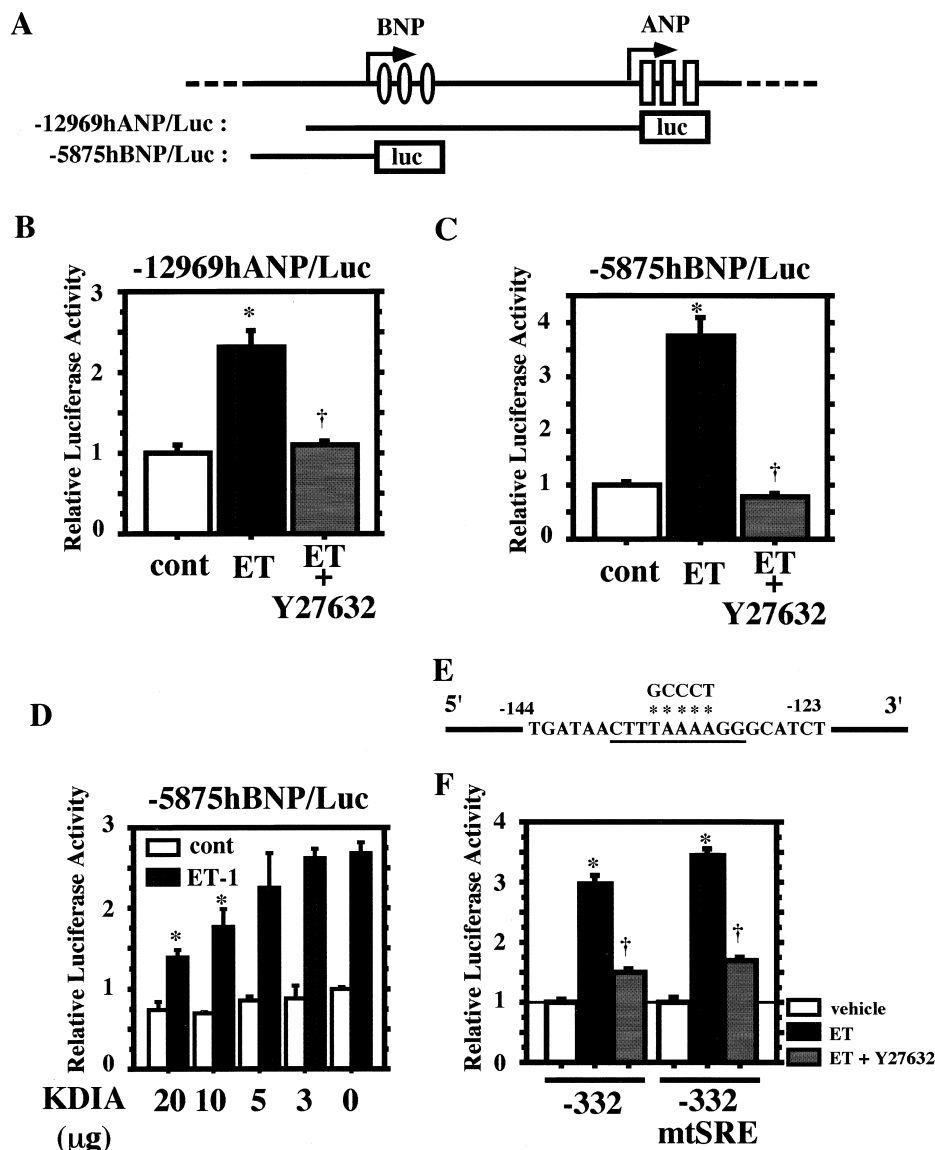 A
BNP
ANP
-12969hANP/Luc :
luc
-5875hBNP/Luc :
luc
B
-12969hANP/Luc
Relative Luciferase Activity
3
2
1
0
*
†
cont
ET
ET
+
Y27632
C
-5875hBNP/Luc
Relative Luciferase Activity
4
3
2
1
0
*
†
cont
ET
ET
+
Y27632
D
-5875hBNP/Luc
Relative Luciferase Activity
3
2
1
0
cont
ET-1
*
*
KDIA
20 10 5 3 0
(µg)
E
GCCCT
5' -144 ***** -123 3'
TGATAACTTTAAAAGGGCATCT
F
Relative Luciferase Activity
4
3
2
1
0
*
†
*
†
vehicle
ET
ET + Y27632
-332
-332
mtSRE